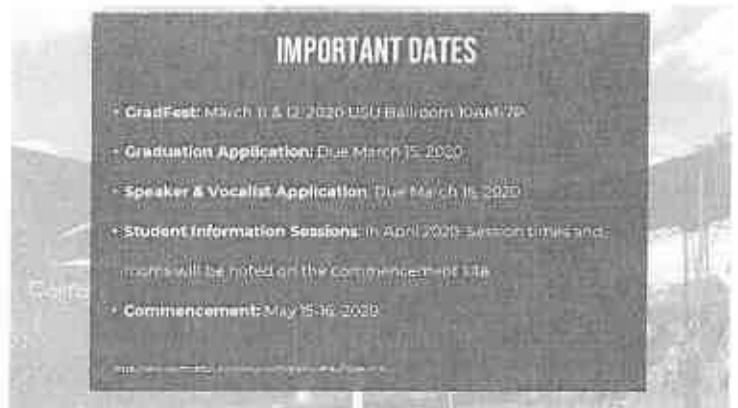 IMPORTANT DATES
• GradFest: March 11 & 12, 2020 USU Ballroom 10AM-7P
• Graduation Application: Due March 15, 2020
• Speaker & Vocalist Application: Due March 16, 2020
• Student Information Sessions: In April 2020. Session times and
rooms will be noted on the commencement site
• Commencement: May 15-16, 2020